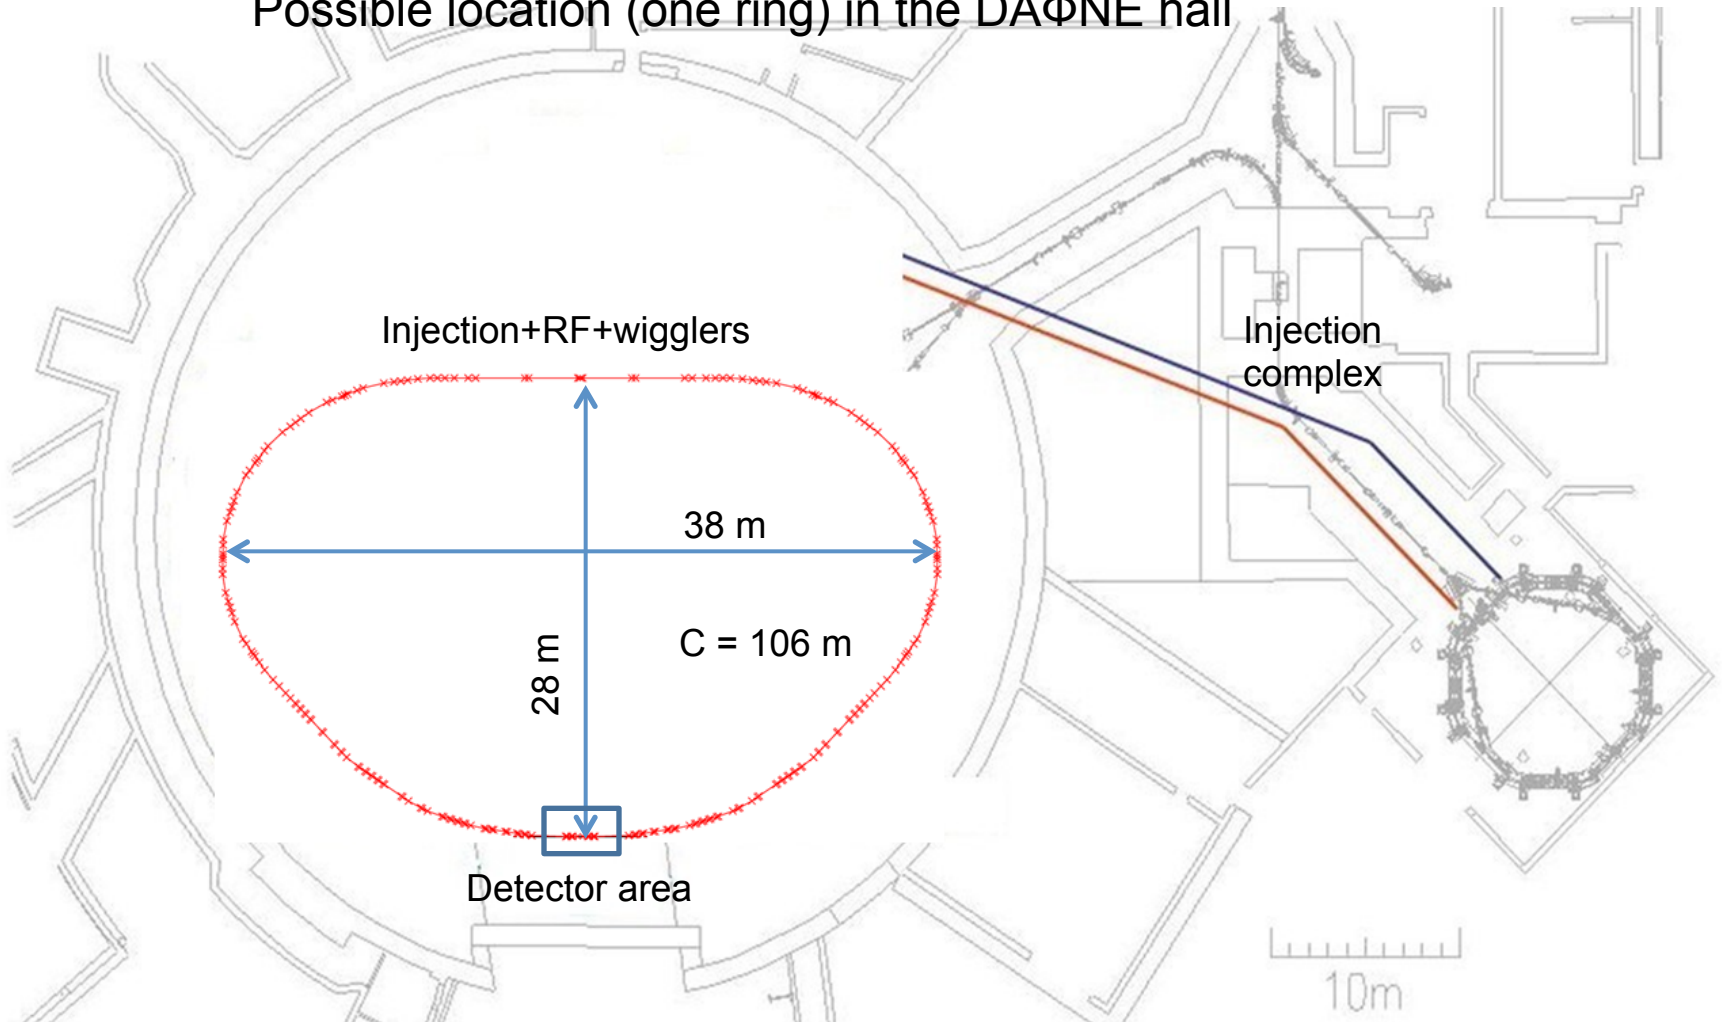 Possible location (one ring) in the DAΦNE hall
Injection+RF+wigglers
Injection
complex
38 m
28 m
C = 106 m
Detector area
10m